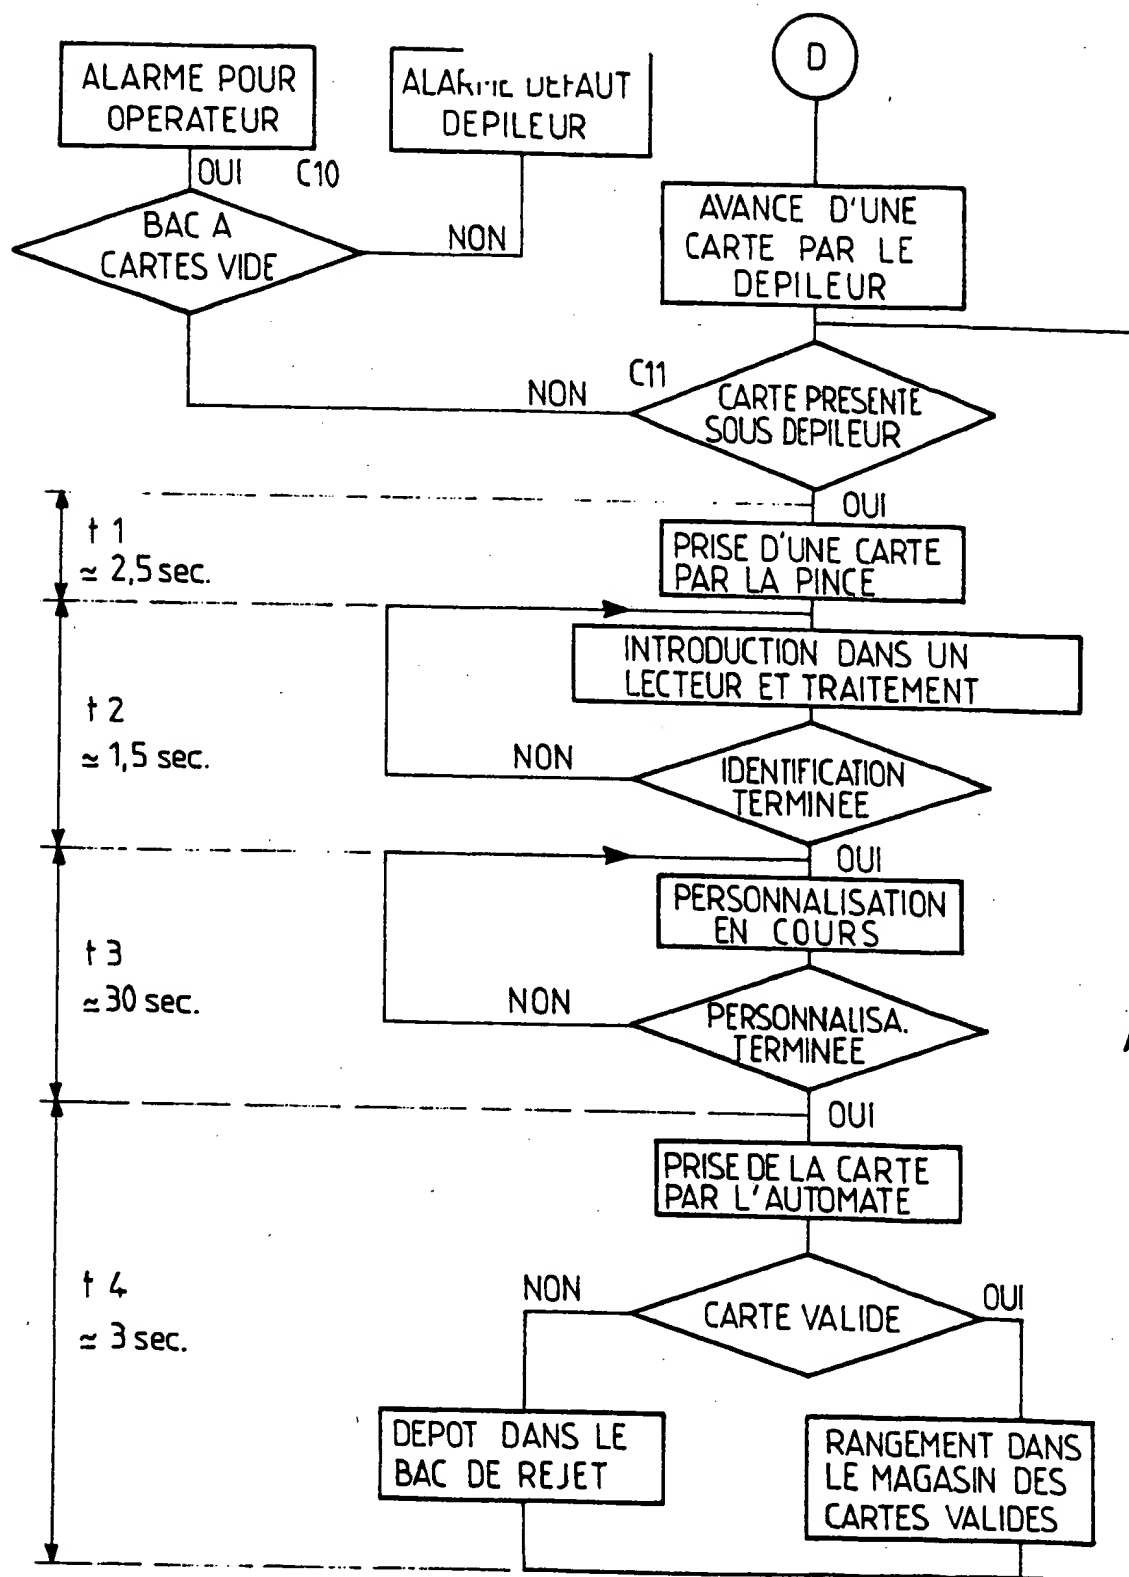 D
ALARME POUR
OPERATEUR
ALARME DEFAUT
DEPILEUR
OUI
C10
BAC A
CARTES VIDE
NON
AVANCE D'UNE
CARTE PAR LE
DEPILEUR
C11
NON
CARTE PRESENTE
SOUS DEPILEUR
OUI
t 1
≃ 2,5 sec.
PRISE D'UNE CARTE
PAR LA PINCE
INTRODUCTION DANS UN
LECTEUR ET TRAITEMENT
t 2
≃ 1,5 sec.
NON
IDENTIFICATION
TERMINEE
OUI
PERSONNALISATION
EN COURS
t 3
≃ 30 sec.
NON
PERSONNALISA.
TERMINEE
OUI
PRISE DE LA CARTE
PAR L'AUTOMATE
t 4
≃ 3 sec.
NON
CARTE VALIDE
OUI
DEPOT DANS LE
BAC DE REJET
RANGEMENT DANS
LE MAGASIN DES
CARTES VALIDES